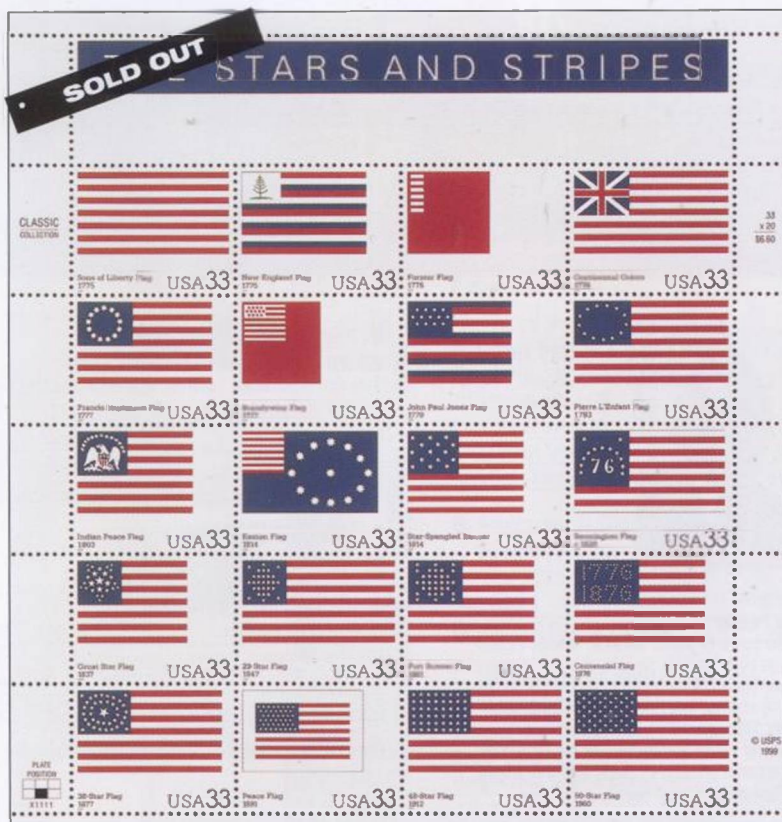 SOLD OUT
STARS AND STRIPES
CLASSIC
COLLECTION
.33
x 20
$6.60
Sons of Liberty Flag
1775
USA33
New England Flag
1775
USA33
Forster Flag
1775
USA33
Continental Colors
1776
USA33
Francis Hopkinson Flag
1777
USA33
Brandywine Flag
1777
USA33
John Paul Jones Flag
1779
USA33
Pierre L'Enfant Flag
1783
USA33
Indian Peace Flag
1803
USA33
Easton Flag
1814
USA33
Star-Spangled Banner
1814
USA33
76
Bennington Flag
USA33
Great Star Flag
1837
USA33
29-Star Flag
1847
USA33
Fort Sumter Flag
1861
USA33
1776
1876
Centennial Flag
1876
USA33
38-Star Flag
1877
USA33
Peace Flag
1891
USA33
48-Star Flag
1912
USA33
50-Star Flag
1960
USA33
PLATE
POSITION
X1111
© USPS
1999